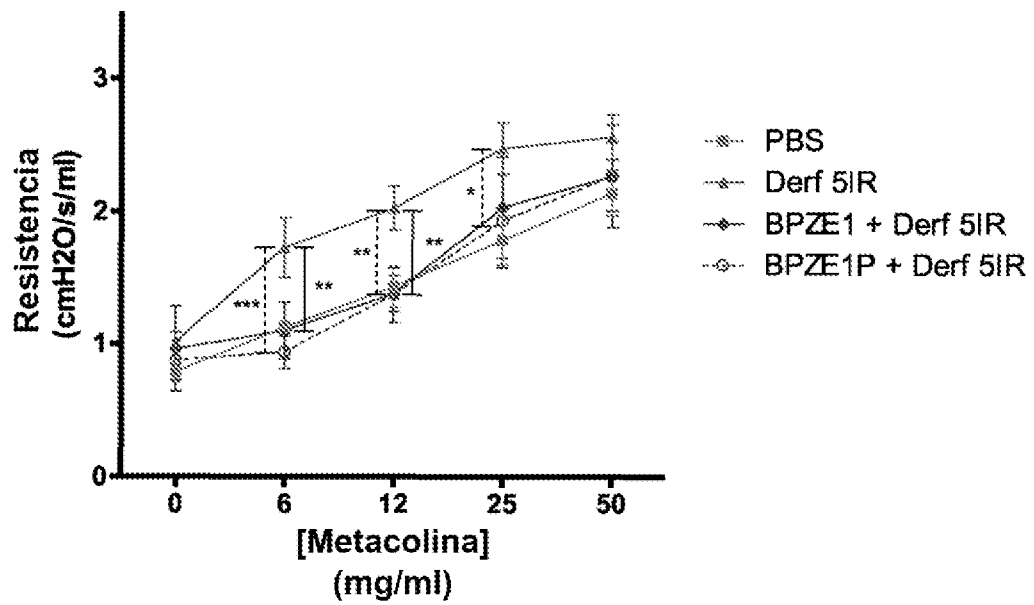 Resistencia
(cmH2O/s/ml)
3
2
1
0
***
**
**
**
*
0 6 12 25 50
[Metacolina]
(mg/ml)
PBS
Derf 5IR
BPZE1 + Derf 5IR
BPZE1P + Derf 5IR